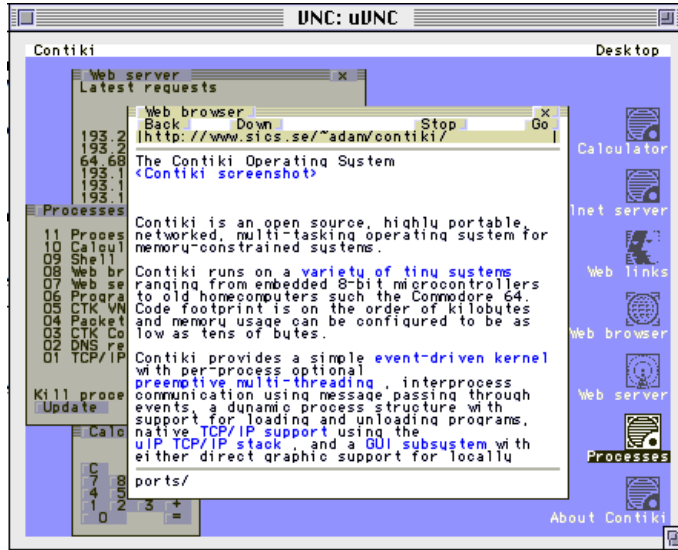 VNC: uVNC
Contiki
Desktop
Web server
x
Latest requests
193.2
193.2
64.68
193.1
193.1
193.1
Processes
11 Proces
10 Calcul
09 Shell
08 Web br
07 Web se
06 Progra
05 CTK VN
04 Packet
03 CTK Co
02 DNS re
01 TCP/IP
Kill proce
Update
Calc
C
7 8
4 5
1 2 3 +
0 =
Web browser
x
Back Down Stop Go
http://www.sics.se/~adam/contiki/
The Contiki Operating System
<Contiki screenshot>
Contiki is an open source, highly portable,
networked, multi-tasking operating system for
memory-constrained systems.
Contiki runs on a variety of tiny systems
ranging from embedded 8-bit microcontrollers
to old homecomputers such the Commodore 64.
Code footprint is on the order of kilobytes
and memory usage can be configured to be as
low as tens of bytes.
Contiki provides a simple event-driven kernel
with per-process optional
preemptive multi-threading , interprocess
communication using message passing through
events, a dynamic process structure with
support for loading and unloading programs,
native TCP/IP support using the
uIP TCP/IP stack , and a GUI subsystem with
either direct graphic support for locally
ports/
Calculator
lnet server
Web links
Web browser
Web server
Processes
About Contiki